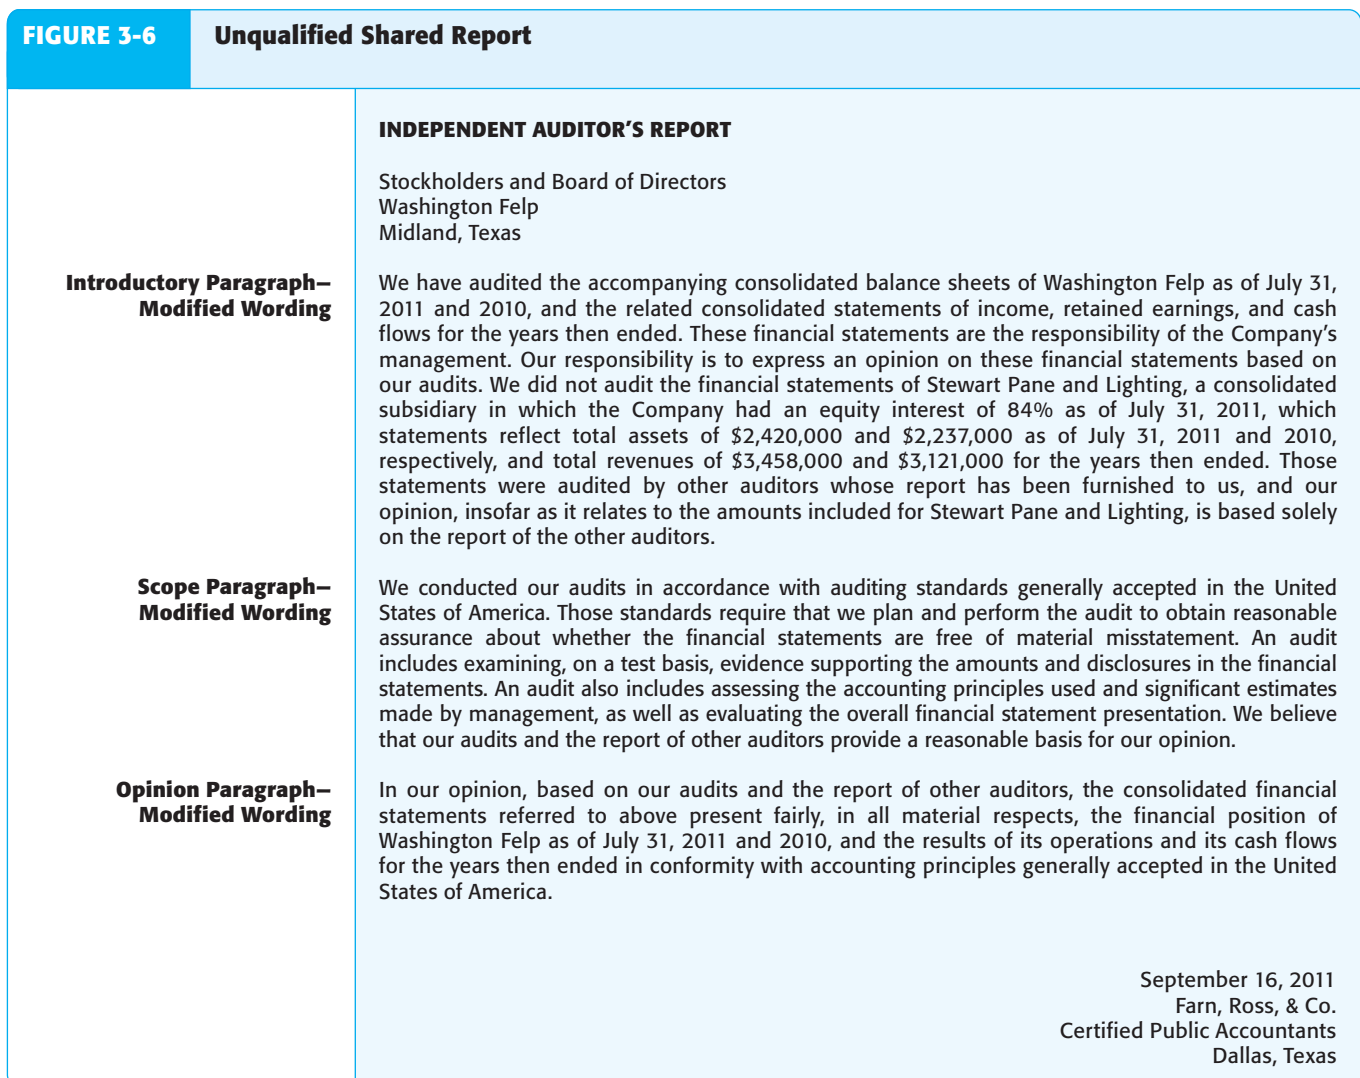 FIGURE 3-6 Unqualified Shared Report
INDEPENDENT AUDITOR'S REPORT
Stockholders and Board of Directors
Washington Felp
Midland, Texas
Introductory Paragraph—
Modified Wording
We have audited the accompanying consolidated balance sheets of Washington Felp as of July 31,
2011 and 2010, and the related consolidated statements of income, retained earnings, and cash
flows for the years then ended. These financial statements are the responsibility of the Company's
management. Our responsibility is to express an opinion on these financial statements based on
our audits. We did not audit the financial statements of Stewart Pane and Lighting, a consolidated
subsidiary in which the Company had an equity interest of 84% as of July 31, 2011, which
statements reflect total assets of $2,420,000 and $2,237,000 as of July 31, 2011 and 2010,
respectively, and total revenues of $3,458,000 and $3,121,000 for the years then ended. Those
statements were audited by other auditors whose report has been furnished to us, and our
opinion, insofar as it relates to the amounts included for Stewart Pane and Lighting, is based solely
on the report of the other auditors.
Scope Paragraph—
Modified Wording
We conducted our audits in accordance with auditing standards generally accepted in the United
States of America. Those standards require that we plan and perform the audit to obtain reasonable
assurance about whether the financial statements are free of material misstatement. An audit
includes examining, on a test basis, evidence supporting the amounts and disclosures in the financial
statements. An audit also includes assessing the accounting principles used and significant estimates
made by management, as well as evaluating the overall financial statement presentation. We believe
that our audits and the report of other auditors provide a reasonable basis for our opinion.
Opinion Paragraph—
Modified Wording
In our opinion, based on our audits and the report of other auditors, the consolidated financial
statements referred to above present fairly, in all material respects, the financial position of
Washington Felp as of July 31, 2011 and 2010, and the results of its operations and its cash flows
for the years then ended in conformity with accounting principles generally accepted in the United
States of America.
September 16, 2011
Farn, Ross, & Co.
Certified Public Accountants
Dallas, Texas